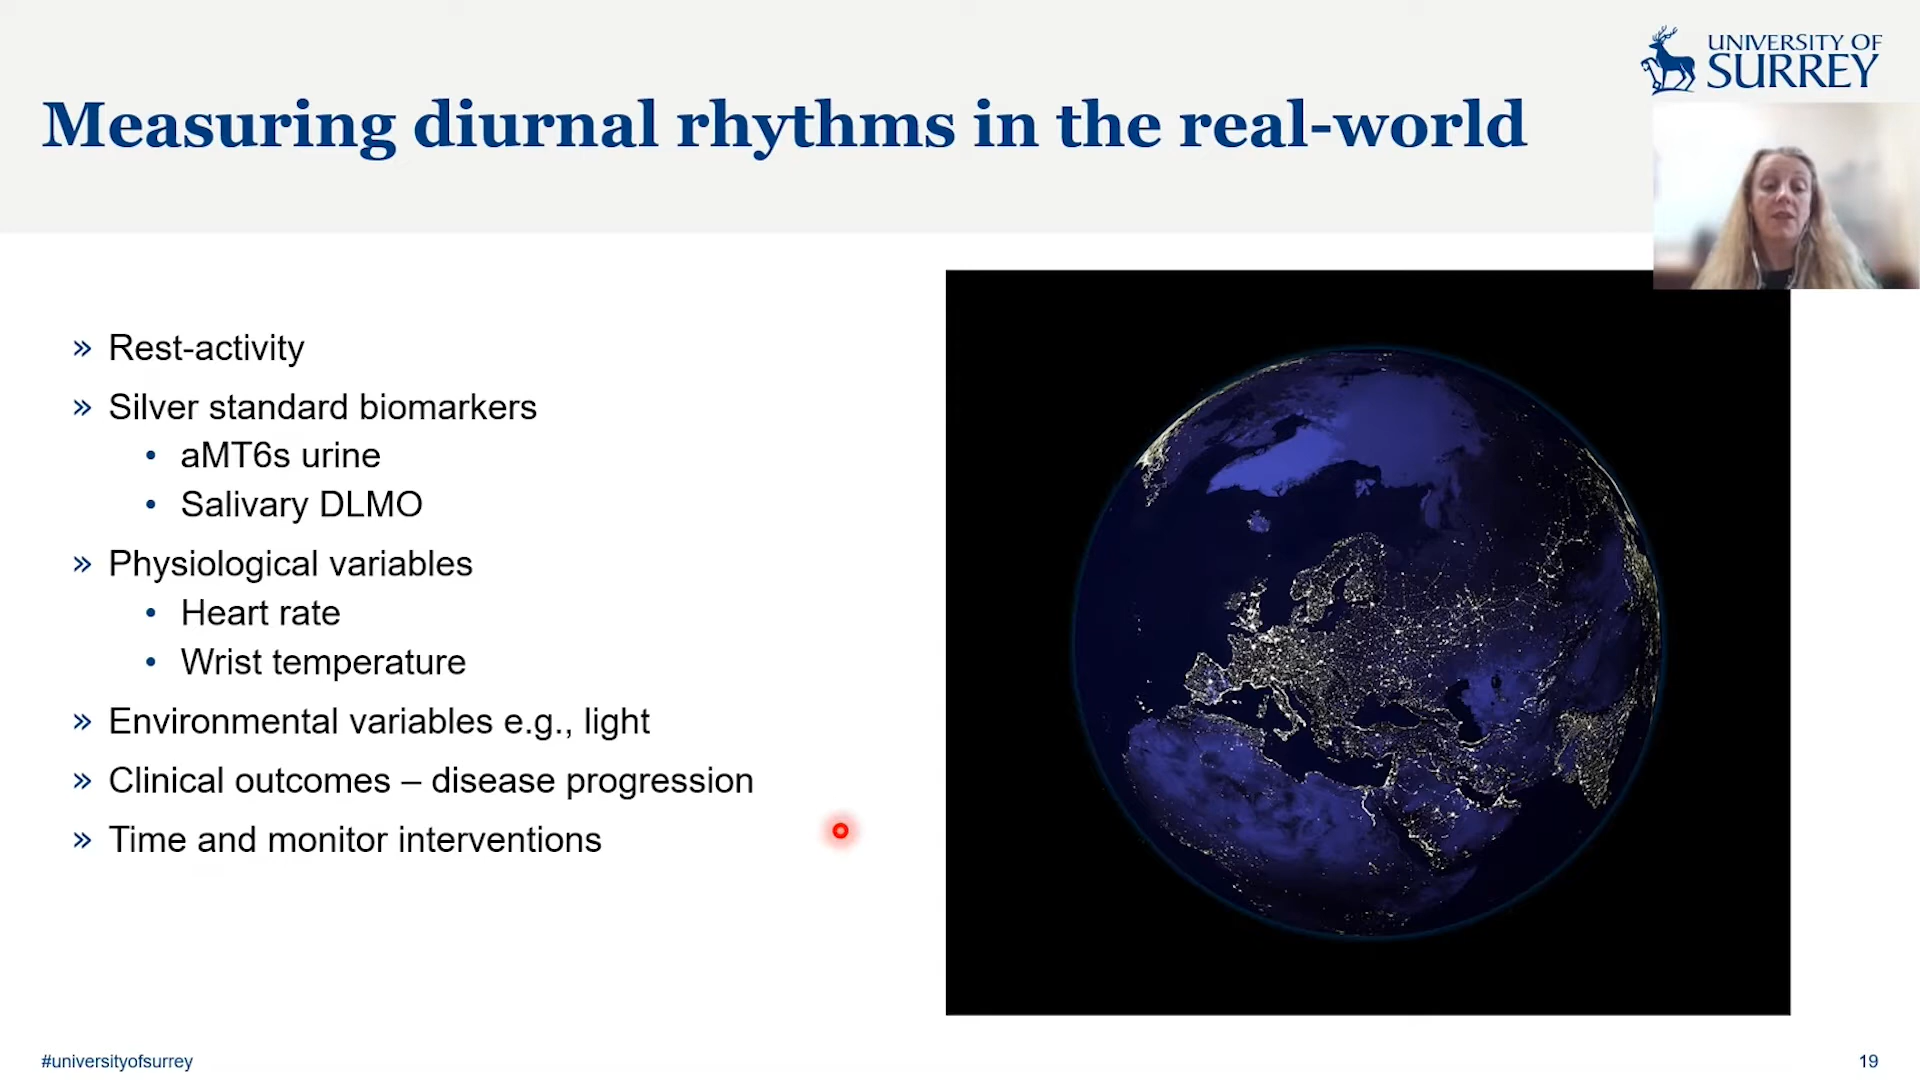 UNIVERSITY OF
SURREY
Measuring diurnal rhythms in the real-world
» Rest-activity
» Silver standard biomarkers
• aMT6s urine
• Salivary DLMO
» Physiological variables
• Heart rate
• Wrist temperature
» Environmental variables e.g., light
» Clinical outcomes – disease progression
» Time and monitor interventions
#universityofsurrey
19